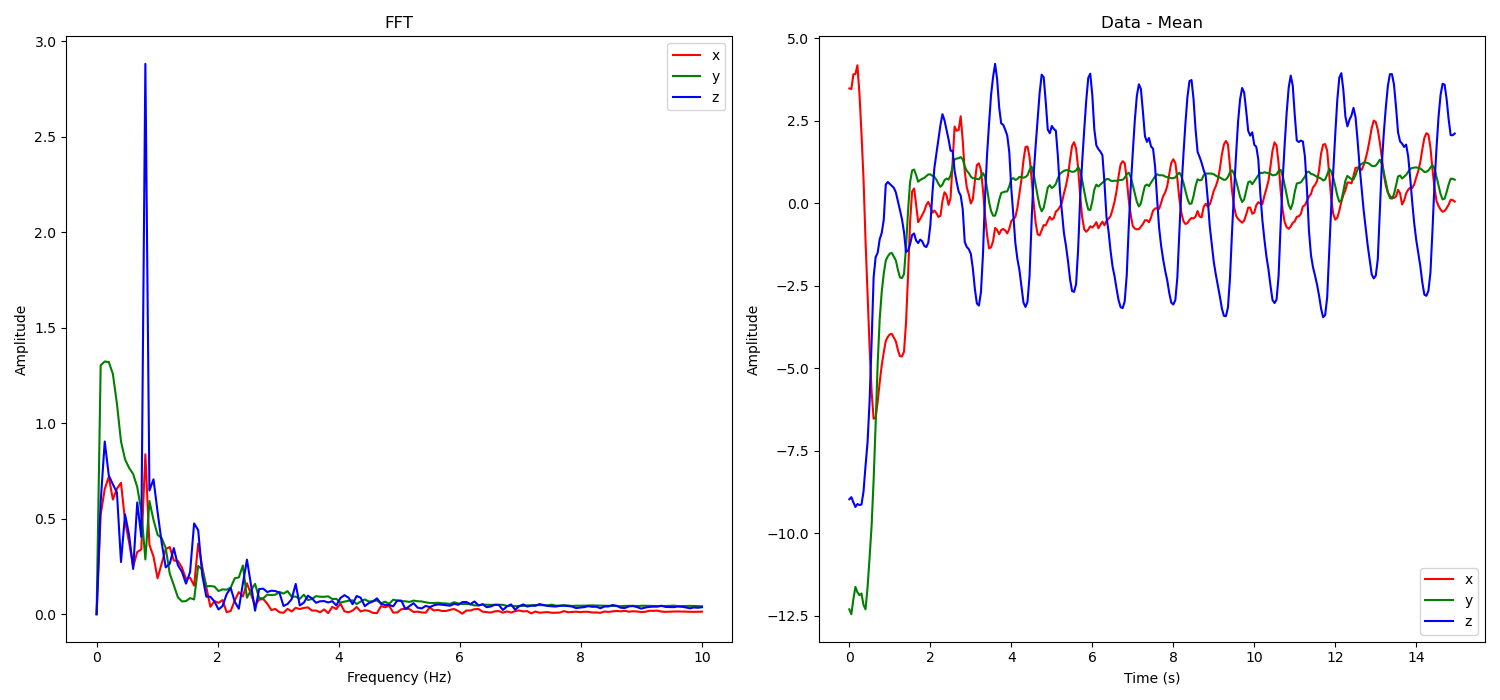 FFT
3.0
2.5
2.0
1.5
1.0
0.5
0.0
Amplitude
0 2 4 6 8 10
Frequency (Hz)
x
y
z
Data - Mean
5.0
2.5
0.0
−2.5
−5.0
−7.5
−10.0
−12.5
Amplitude
0 2 4 6 8 10 12 14
Time (s)
x
y
z